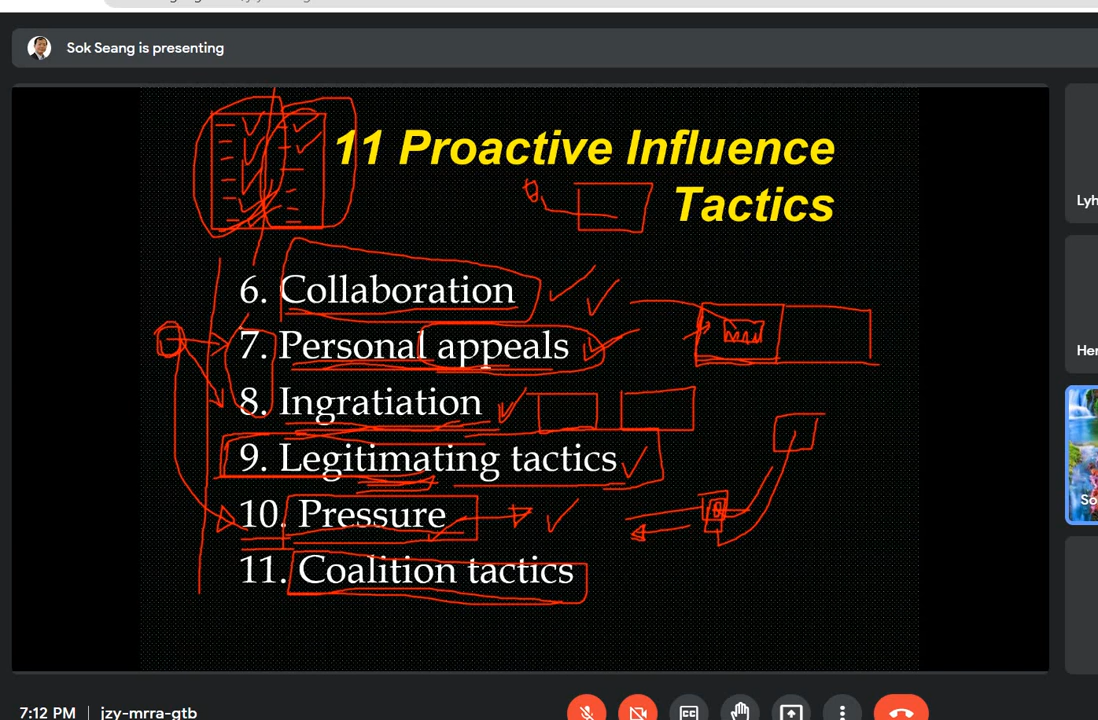 Sok Seang is presenting
11 Proactive Influence
Tactics
6. Collaboration
7. Personal appeals
8. Ingratiation
9. Legitimating tactics
10. Pressure
11. Coalition tactics
Lyh
Her
So
7:12 PM | jzy-mrra-gtb
CC